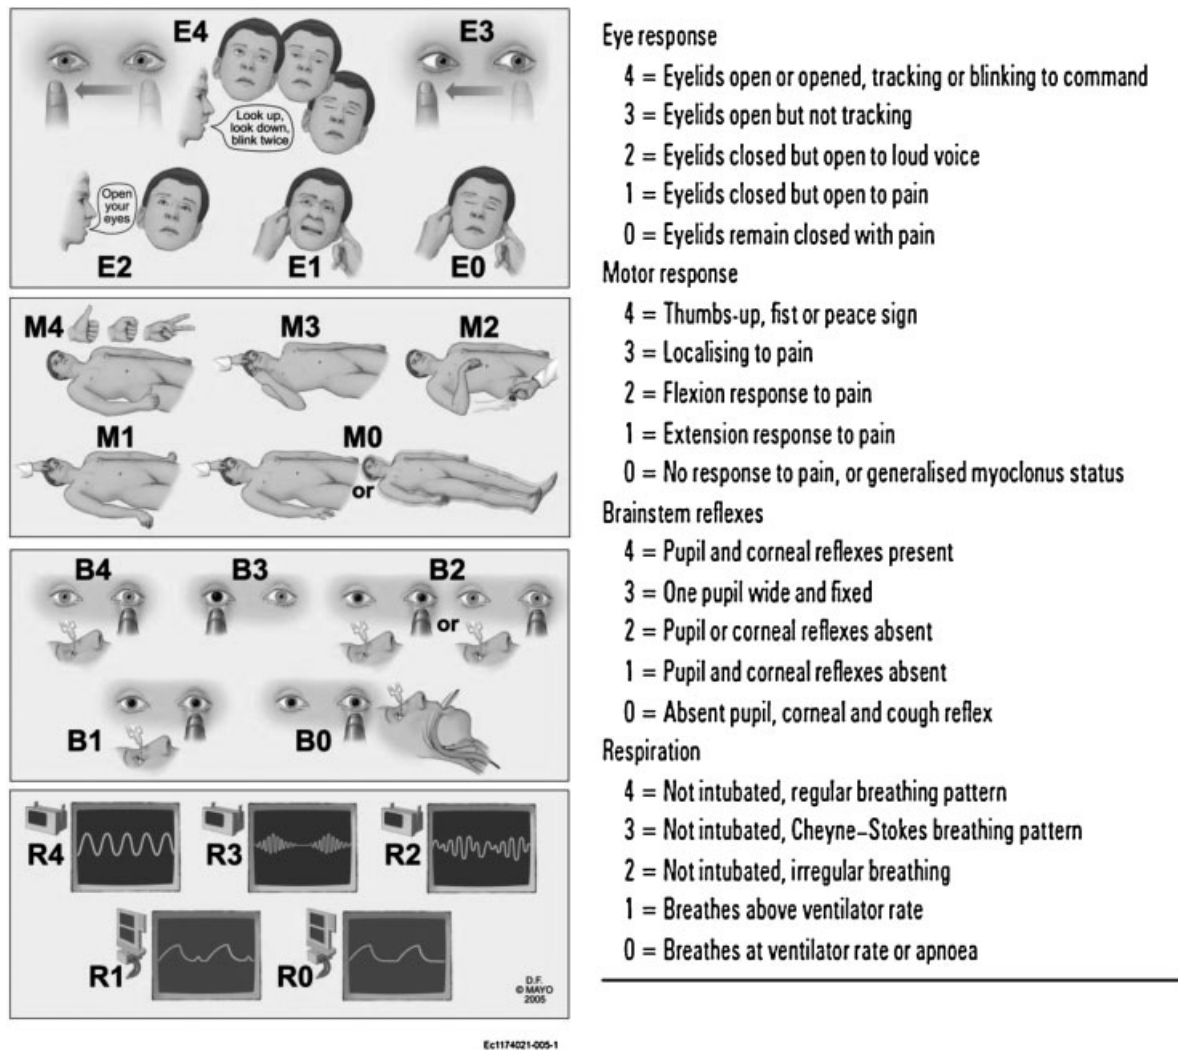 E4
E3
Look up,
look down,
blink twice
Open
your
eyes
E2
E1
E0
M4
M3
M2
M1
M0
or
B4
B3
B2
or
B1
B0
R4
R3
R2
R1
R0
D.F.
© MAYO
2005
Ec1174021-005-1
Eye response
4 = Eyelids open or opened, tracking or blinking to command
3 = Eyelids open but not tracking
2 = Eyelids closed but open to loud voice
1 = Eyelids closed but open to pain
0 = Eyelids remain closed with pain
Motor response
4 = Thumbs-up, fist or peace sign
3 = Localising to pain
2 = Flexion response to pain
1 = Extension response to pain
0 = No response to pain, or generalised myoclonus status
Brainstem reflexes
4 = Pupil and corneal reflexes present
3 = One pupil wide and fixed
2 = Pupil or corneal reflexes absent
1 = Pupil and corneal reflexes absent
0 = Absent pupil, corneal and cough reflex
Respiration
4 = Not intubated, regular breathing pattern
3 = Not intubated, Cheyne–Stokes breathing pattern
2 = Not intubated, irregular breathing
1 = Breathes above ventilator rate
0 = Breathes at ventilator rate or apnoea